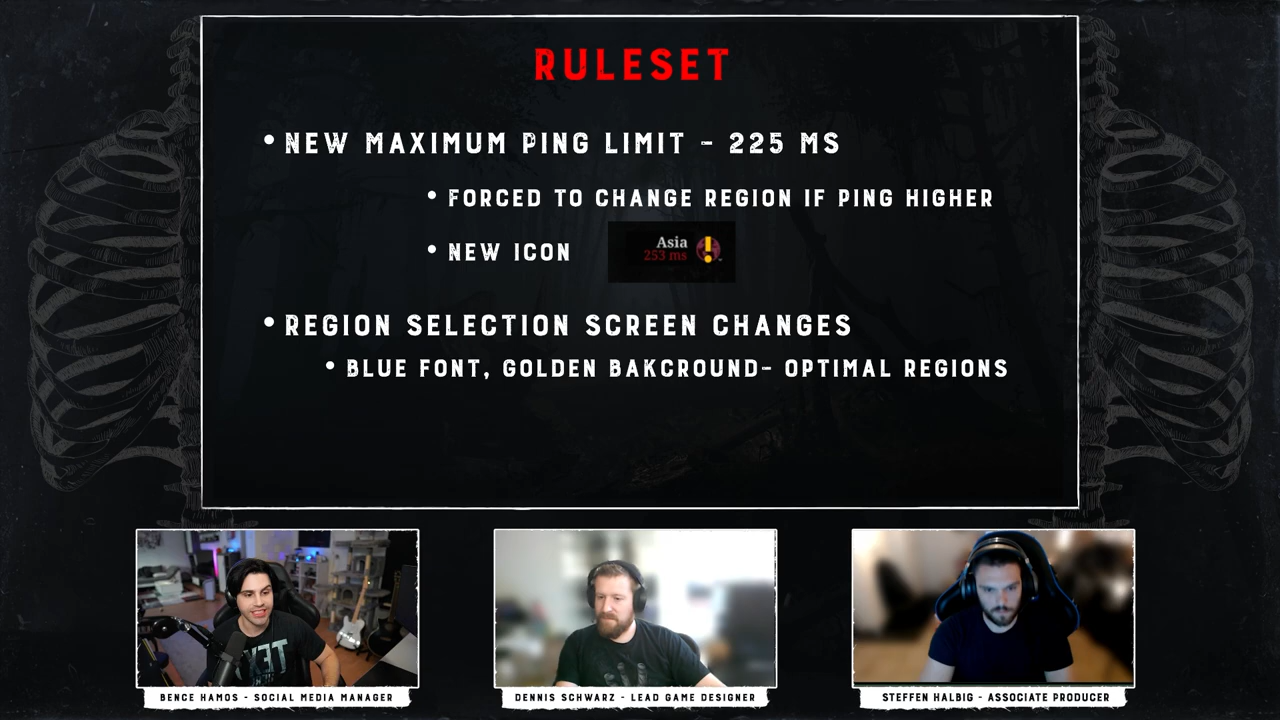 RULESET
• NEW MAXIMUM PING LIMIT - 225 MS
• FORCED TO CHANGE REGION IF PING HIGHER
• NEW ICON
Asia
253 ms
• REGION SELECTION SCREEN CHANGES
• BLUE FONT, GOLDEN BAKCROUND- OPTIMAL REGIONS
BENCE HAMOS - SOCIAL MEDIA MANAGER
DENNIS SCHWARZ - LEAD GAME DESIGNER
STEFFEN HALBIG - ASSOCIATE PRODUCER